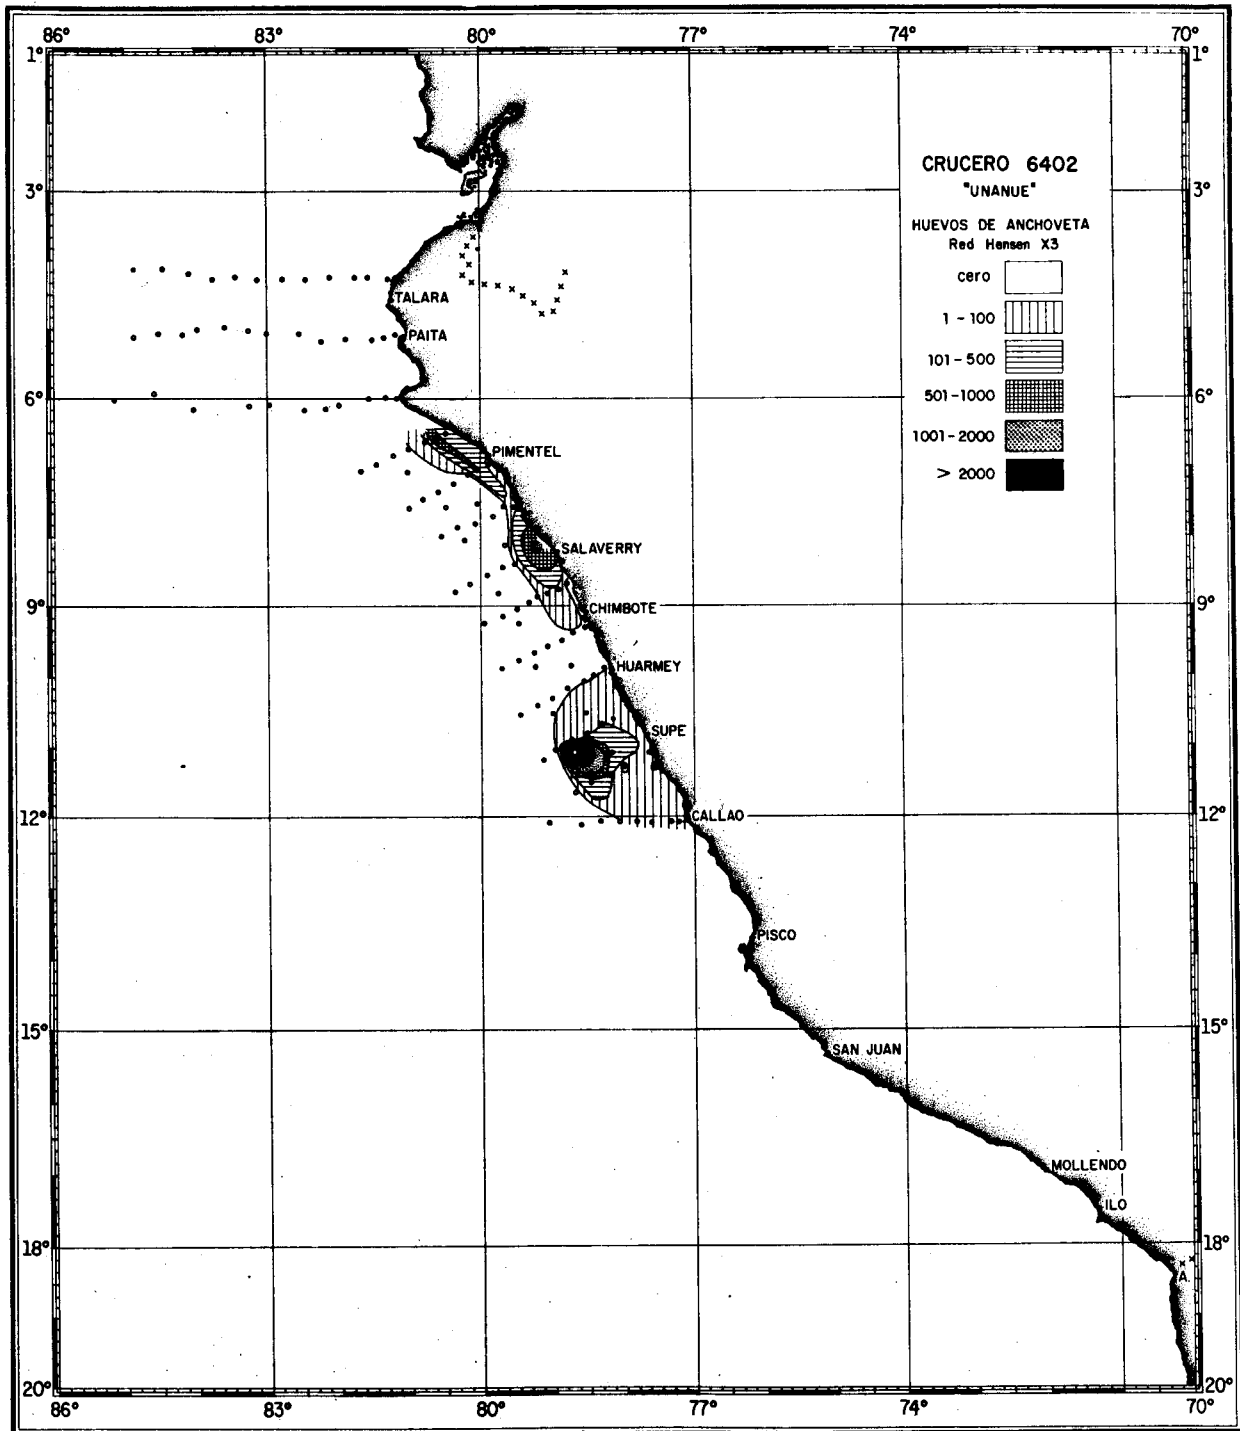 86° 83° 80° 77° 74° 70°
1° 1°
CRUCERO 6402
"UNANUE"
3° 3°
HUEVOS DE ANCHOVETA
Red Hensen X3
cero
TALARA
1 - 100
PAITA
101 - 500
6° 501 - 1000 6°
1001 - 2000
PIMENTEL
> 2000
SALAVERRY
9° CHIMBOTE 9°
HUARMEY
SUPE
12° CALLAO 12°
PISCO
15° 15°
SAN JUAN
MOLLENDO
ILO
18° 18°
A.
20° 20°
86° 83° 80° 77° 74° 70°